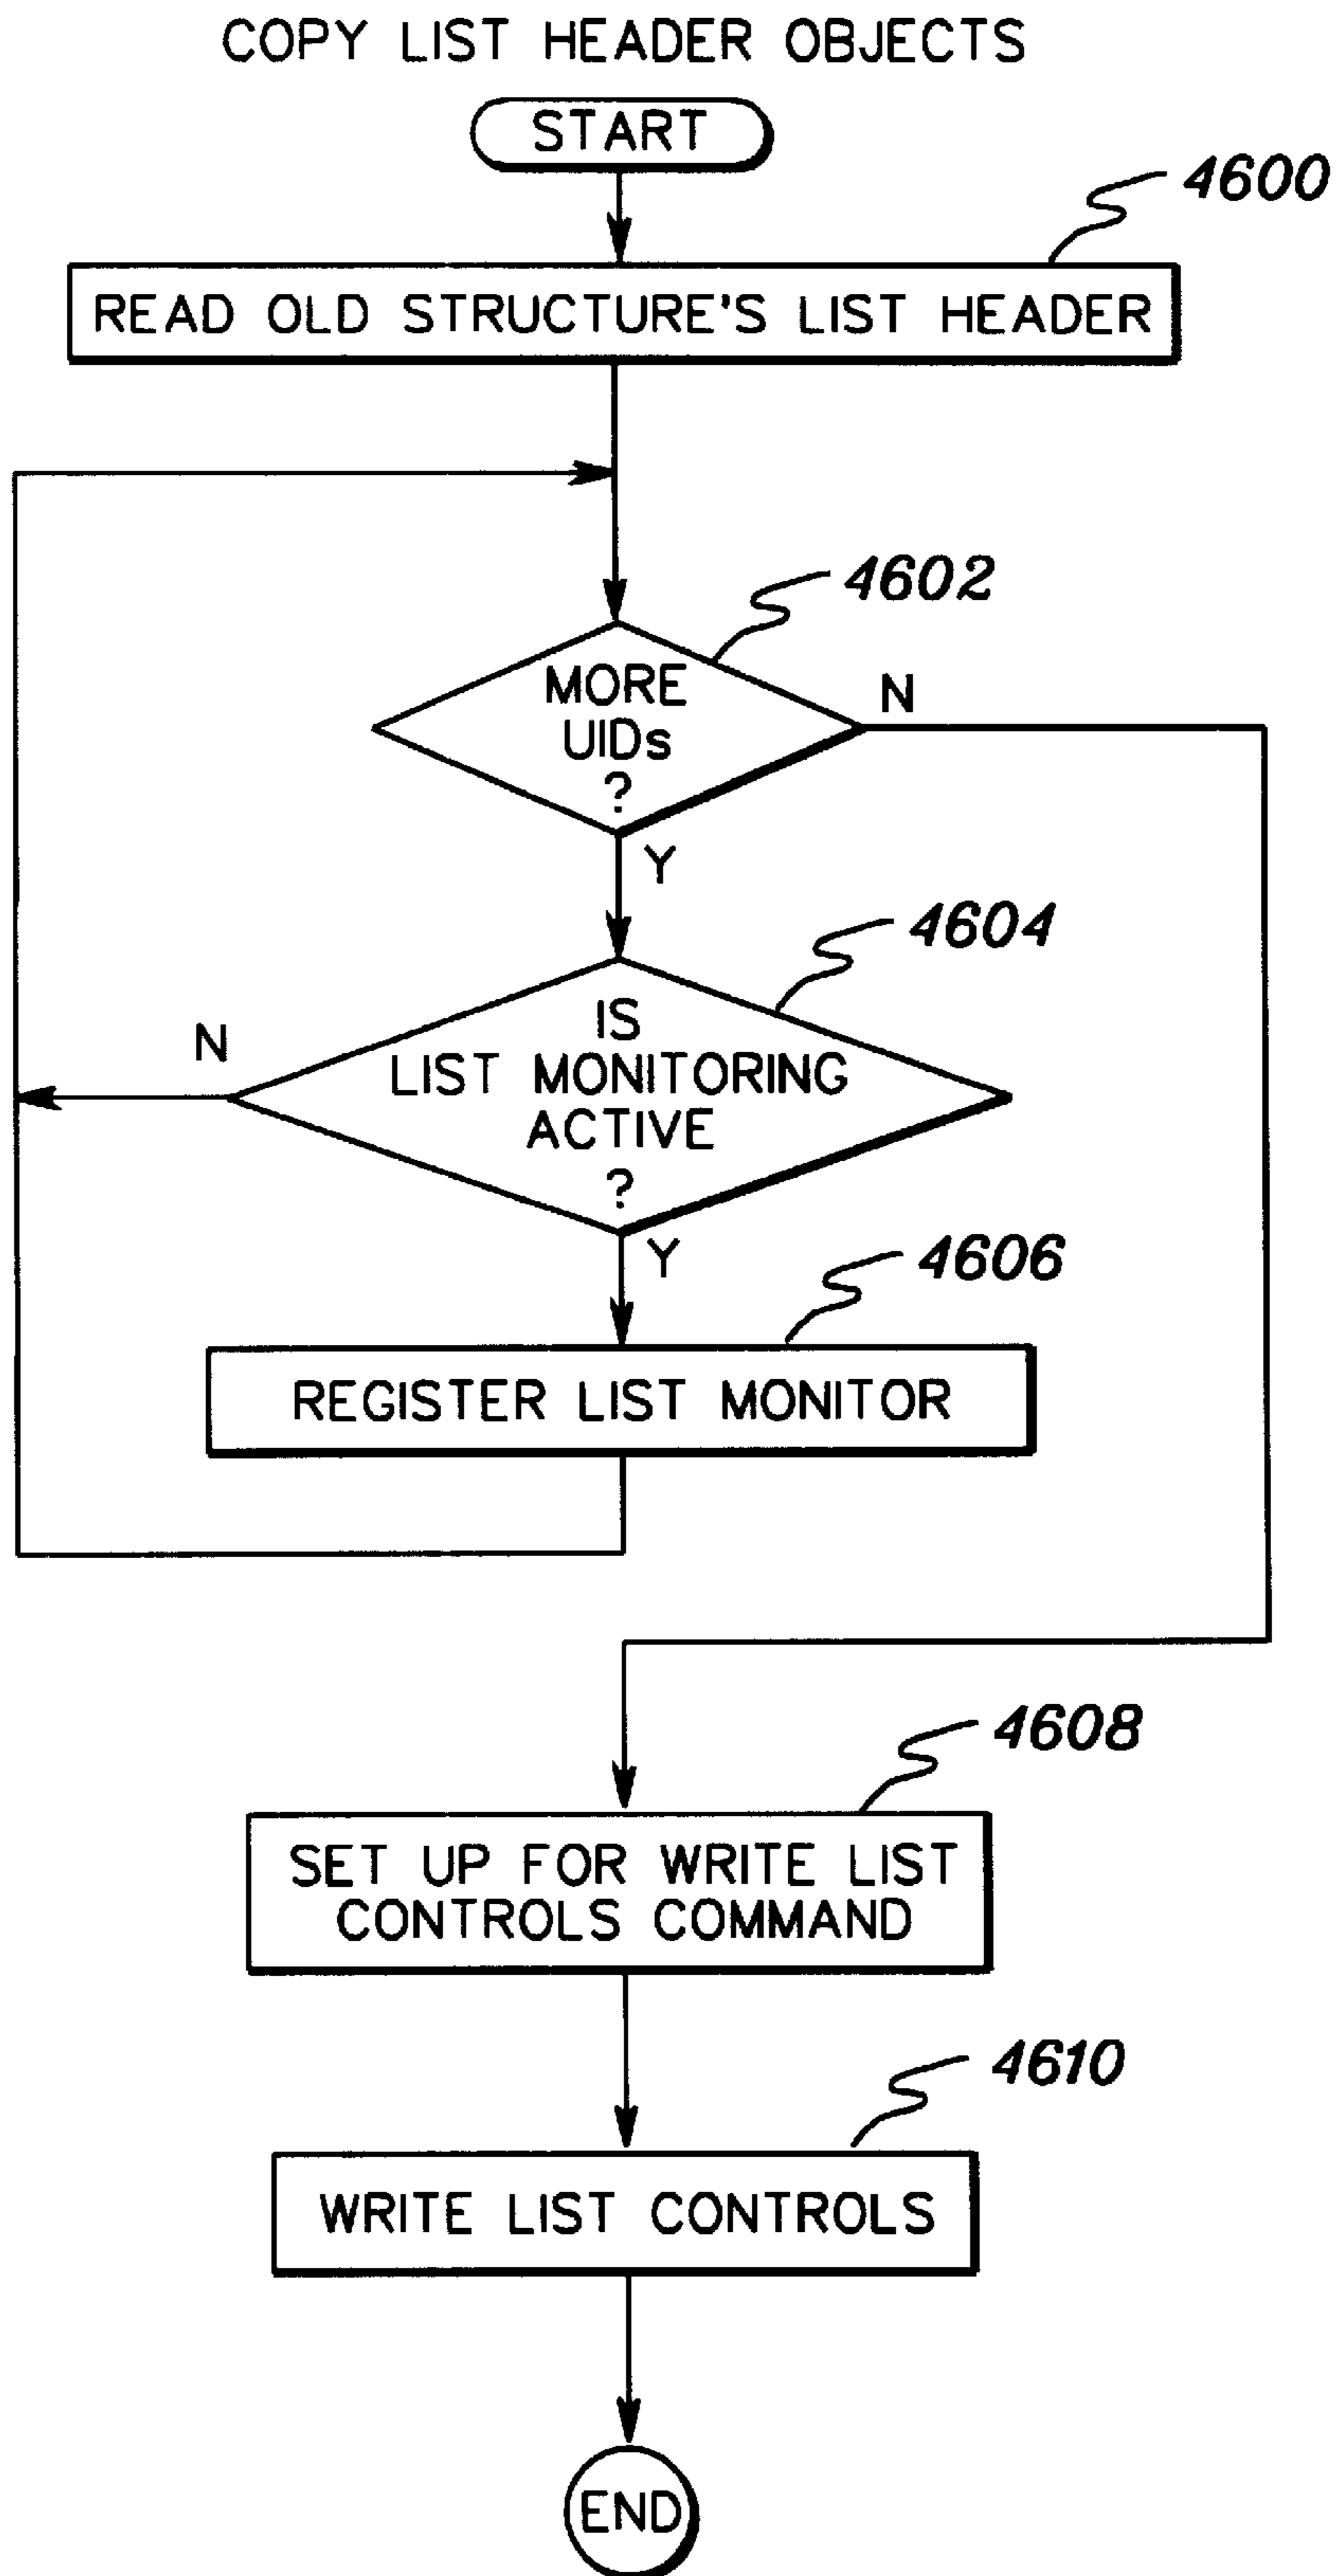 COPY LIST HEADER OBJECTS
START
4600
READ OLD STRUCTURE'S LIST HEADER
4602
MORE
UIDs
?
N
Y
4604
IS
LIST MONITORING
ACTIVE
?
N
Y
4606
REGISTER LIST MONITOR
4608
SET UP FOR WRITE LIST
CONTROLS COMMAND
4610
WRITE LIST CONTROLS
END